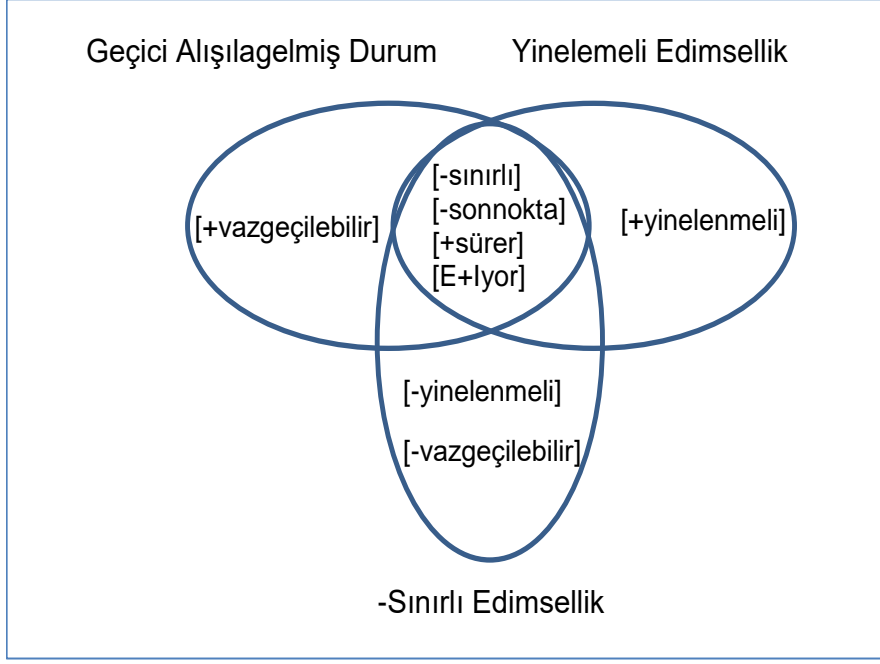 Geçici Alışılagelmiş Durum
Yinelemeli Edimsellik
[+vazgeçilebilir]
[-sınırlı]
[-sonnokta]
[+sürer]
[E+Iyor]
[+yinelenmeli]
[-yinelenmeli]
[-vazgeçilebilir]
-Sınırlı Edimsellik